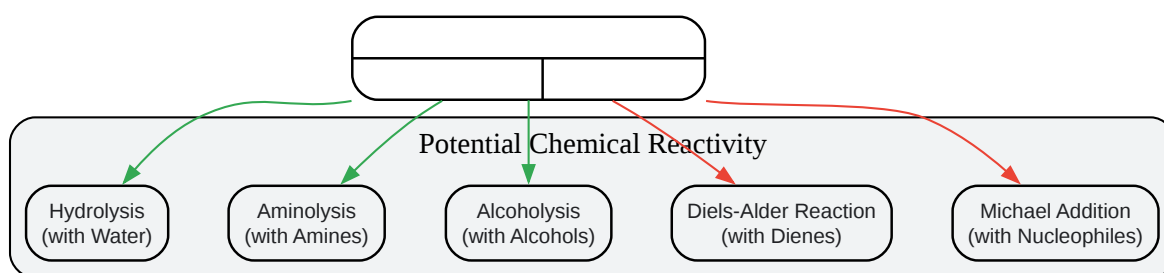 Potential Chemical Reactivity
Hydrolysis
(with Water)
Aminolysis
(with Amines)
Alcoholysis
(with Alcohols)
Diels-Alder Reaction
(with Dienes)
Michael Addition
(with Nucleophiles)